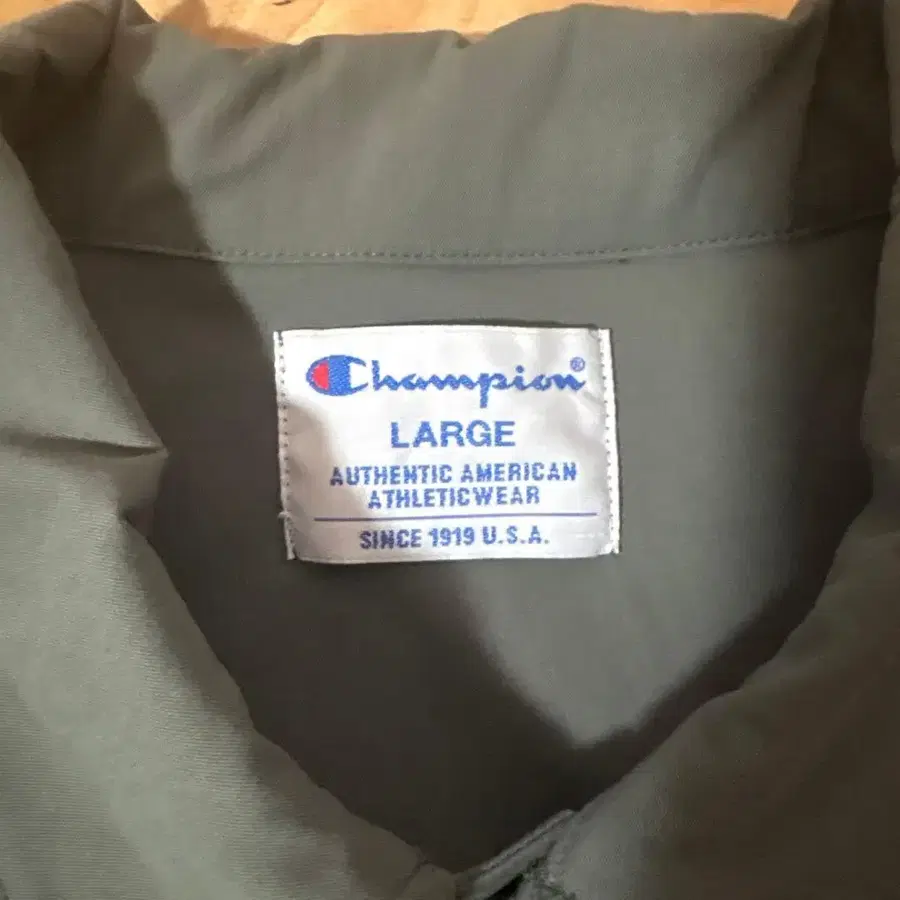 Champion®
LARGE
AUTHENTIC AMERICAN
ATHLETICWEAR
SINCE 1919 U.S.A.